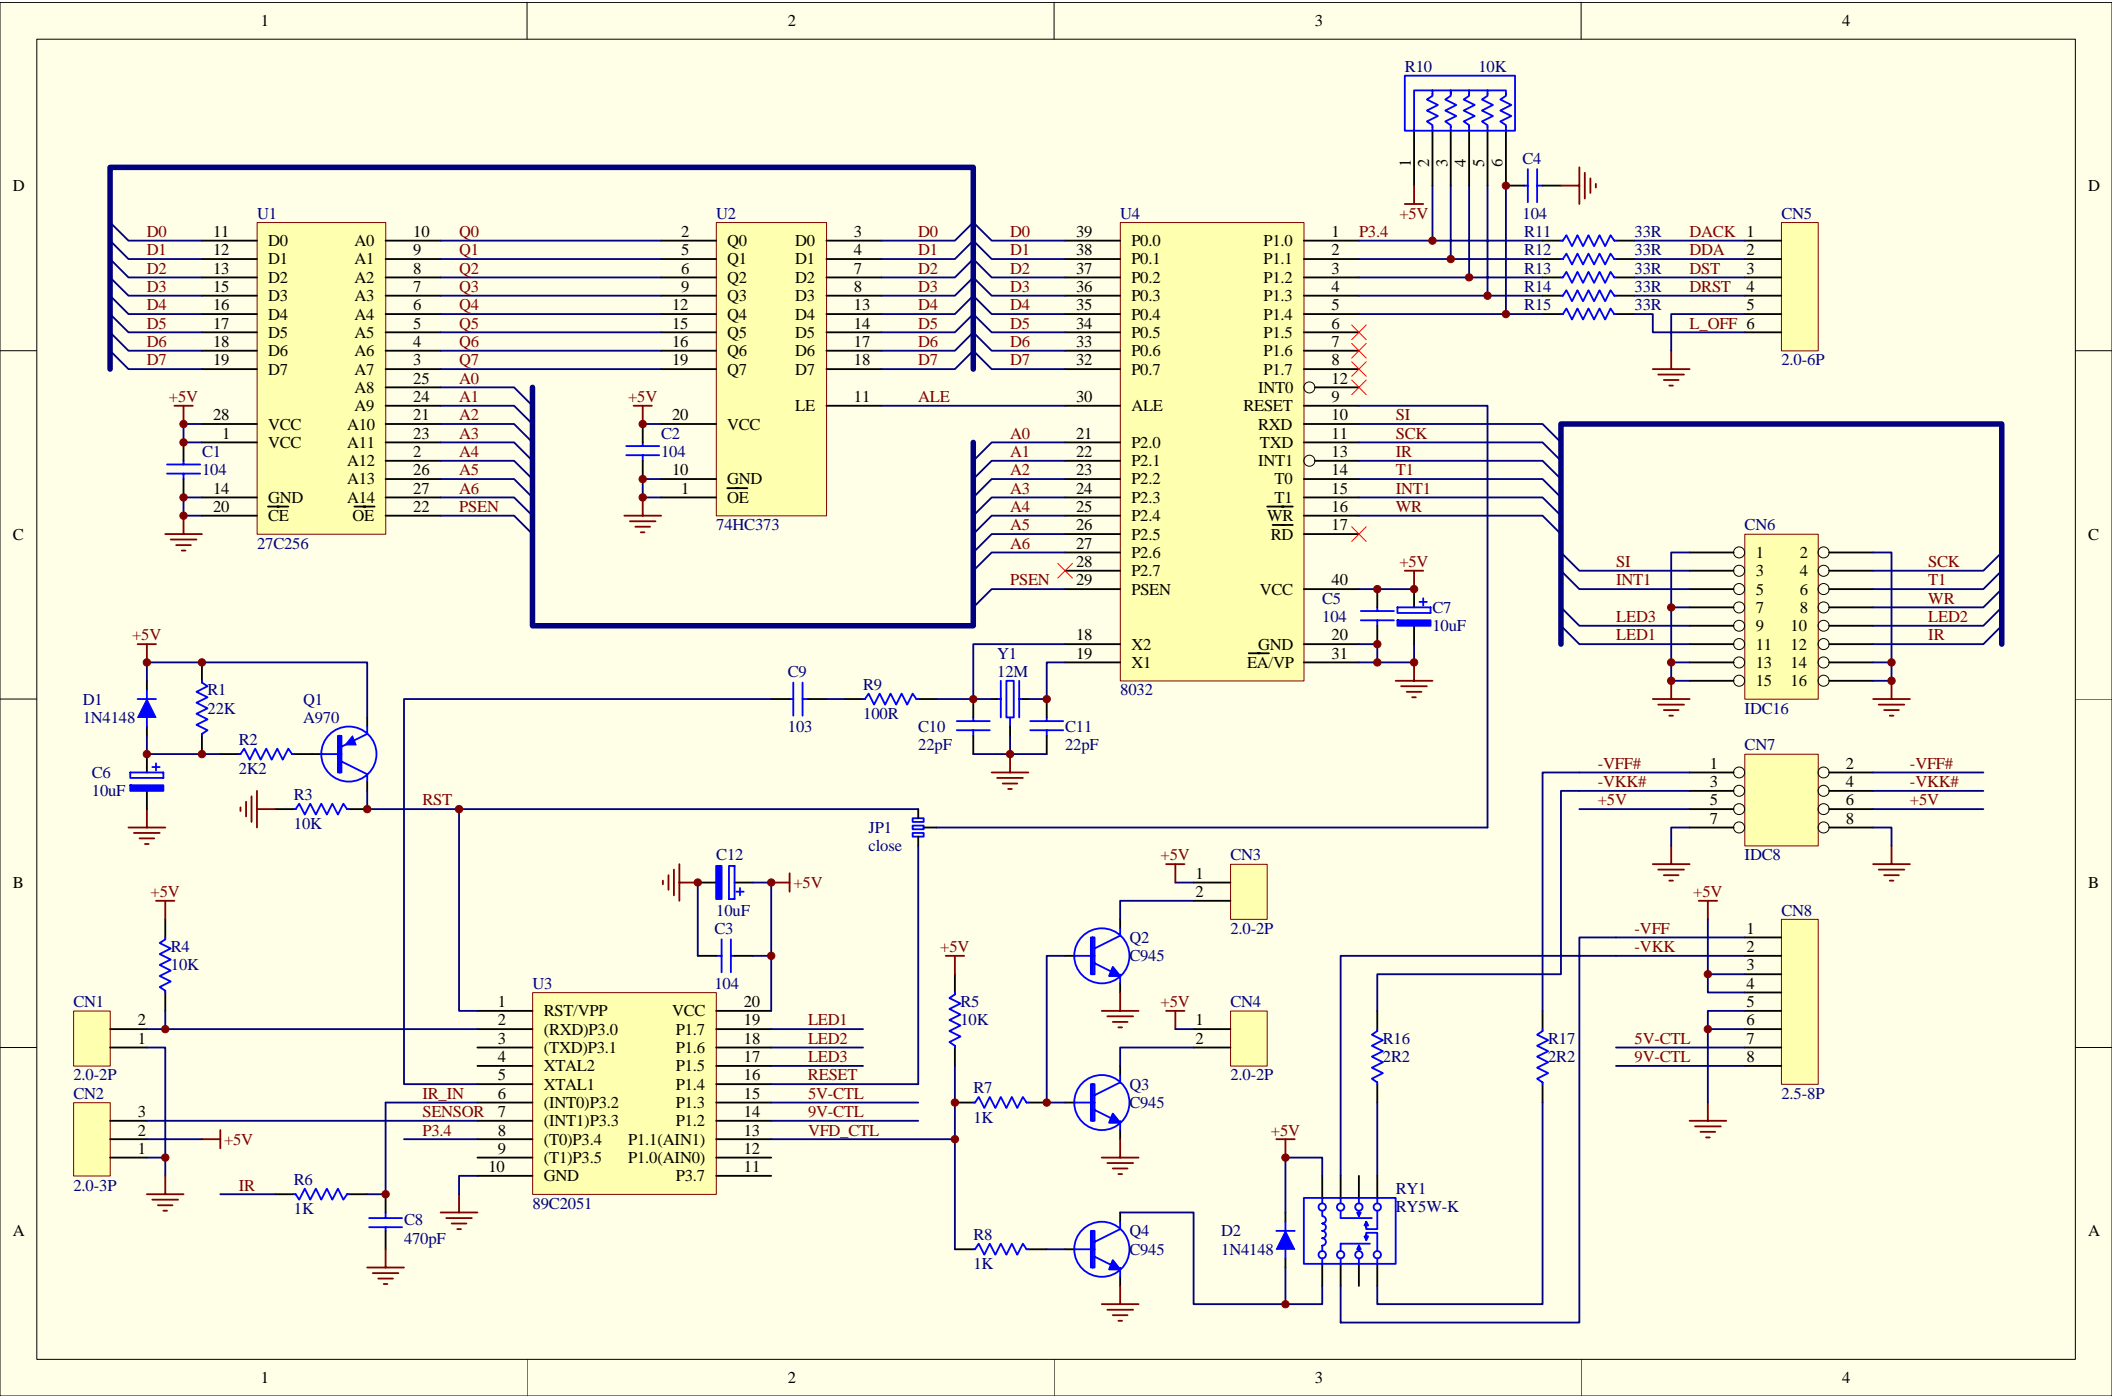 1 2 3 4
D D
C C
B B
A A
R10 10K
1 2 3 4 5 6
+5V
C4
104
U1
D0 11 D0 A0 10 Q0
D1 12 D1 A1 9 Q1
D2 13 D2 A2 8 Q2
D3 15 D3 A3 7 Q3
D4 16 D4 A4 6 Q4
D5 17 D5 A5 5 Q5
D6 18 D6 A6 4 Q6
D7 19 D7 A7 3 Q7
A8 25 A0
A9 24 A1
28 VCC A10 21 A2
1 VCC A11 23 A3
A12 2 A4
A13 26 A5
14 GND A14 27 A6
20 CE OE 22 PSEN
27C256
+5V
C1
104
U2
2 Q0 D0 3 D0
5 Q1 D1 4 D1
6 Q2 D2 7 D2
9 Q3 D3 8 D3
12 Q4 D4 13 D4
15 Q5 D5 14 D5
16 Q6 D6 17 D6
19 Q7 D7 18 D7
LE 11 ALE
20 VCC
10 GND
1 OE
74HC373
+5V
C2
104
U4
D0 39 P0.0 P1.0 1 P3.4
D1 38 P0.1 P1.1 2
D2 37 P0.2 P1.2 3
D3 36 P0.3 P1.3 4
D4 35 P0.4 P1.4 5
D5 34 P0.5 P1.5 6
D6 33 P0.6 P1.6 7
D7 32 P0.7 P1.7 8
INT0 12
30 ALE RESET 9
RXD 10 SI
A0 21 P2.0 TXD 11 SCK
A1 22 P2.1 INT1 13 IR
A2 23 P2.2 T0 14 T1
A3 24 P2.3 T1 15 INT1
A4 25 P2.4 WR 16 WR
A5 26 P2.5 RD 17
A6 27 P2.6
28 P2.7
PSEN 29 PSEN VCC 40
18 X2 GND 20
19 X1 EA/VP 31
8032
+5V
C5
104
C7
10uF
R11 33R DACK 1
R12 33R DDA 2
R13 33R DST 3
R14 33R DRST 4
R15 33R 5
L_OFF 6
CN5
2.0-6P
CN6
1 2
SI 3 4 SCK
INT1 5 6 T1
7 8 WR
LED3 9 10 LED2
LED1 11 12 IR
13 14
15 16
IDC16
CN7
-VFF# 1 2 -VFF#
-VKK# 3 4 -VKK#
+5V 5 6 +5V
7 8
IDC8
+5V
CN8
-VFF 1
-VKK 2
3
4
5
6
5V-CTL 7
9V-CTL 8
2.5-8P
+5V
D1
1N4148
R1
22K
Q1
A970
R2
2K2
C6
10uF
R3
10K
RST
C9
103
R9
100R
C10
22pF
Y1
12M
C11
22pF
JP1
close
C12
10uF
+5V
C3
104
+5V
R4
10K
CN1
2
1
2.0-2P
CN2
3
2 +5V
1
2.0-3P
IR
R6
1K
C8
470pF
U3
1 RST/VPP VCC 20
2 (RXD)P3.0 P1.7 19 LED1
3 (TXD)P3.1 P1.6 18 LED2
4 XTAL2 P1.5 17 LED3
5 XTAL1 P1.4 16 RESET
IR_IN 6 (INT0)P3.2 P1.3 15 5V-CTL
SENSOR 7 (INT1)P3.3 P1.2 14 9V-CTL
P3.4 8 (T0)P3.4 P1.1(AIN1) 13 VFD_CTL
9 (T1)P3.5 P1.0(AIN0) 12
10 GND P3.7 11
89C2051
+5V
R5
10K
R7
1K
R8
1K
Q2
C945
Q3
C945
Q4
C945
+5V
CN3
1
2
2.0-2P
+5V
CN4
1
2
2.0-2P
+5V
D2
1N4148
RY1
RY5W-K
R16
2R2
R17
2R2
1 2 3 4